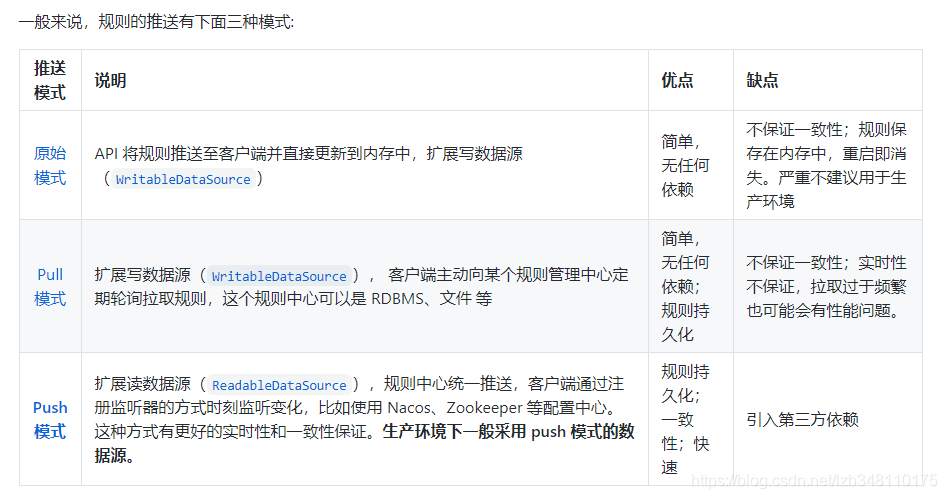 一般来说，规则的推送有下面三种模式:
推送
模式
说明
优点
缺点
原始
模式
API 将规则推送至客户端并直接更新到内存中，扩展写数据源
（WritableDataSource）
简单，
无任何
依赖
不保证一致性；规则保
存在内存中，重启即消
失。严重不建议用于生
产环境
Pull
模式
扩展写数据源（WritableDataSource）， 客户端主动向某个规则管理中心定
期轮询拉取规则，这个规则中心可以是 RDBMS、文件 等
简单，
无任何
依赖；
规则持
久化
不保证一致性；实时性
不保证，拉取过于频繁
也可能会有性能问题。
Push
模式
扩展读数据源（ReadableDataSource），规则中心统一推送，客户端通过注
册监听器的方式时刻监听变化，比如使用 Nacos、Zookeeper 等配置中心。
这种方式有更好的实时性和一致性保证。生产环境下一般采用 push 模式的数
据源。
规则持
久化；
一致
性；快
速
引入第三方依赖
https://blog.csdn.net/lzb348110175